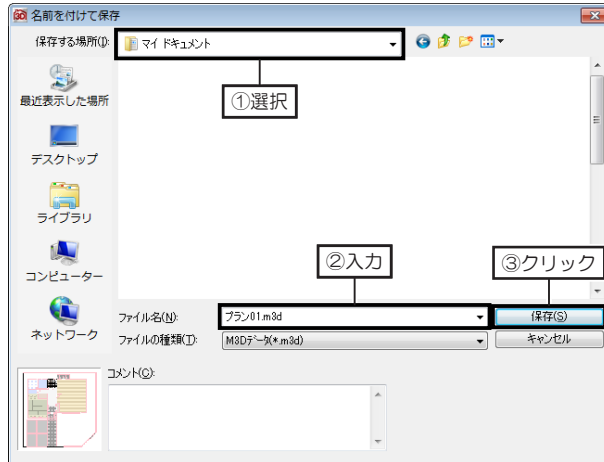 名前を付けて保存
保存する場所(I):
マイ ドキュメント
①選択
最近表示した場所
デスクトップ
ライブラリ
コンピューター
ネットワーク
②入力
③クリック
ファイル名(N):
プラン01.m3d
保存(S)
ファイルの種類(T):
M3Dデータ(*.m3d)
キャンセル
コメント(C):